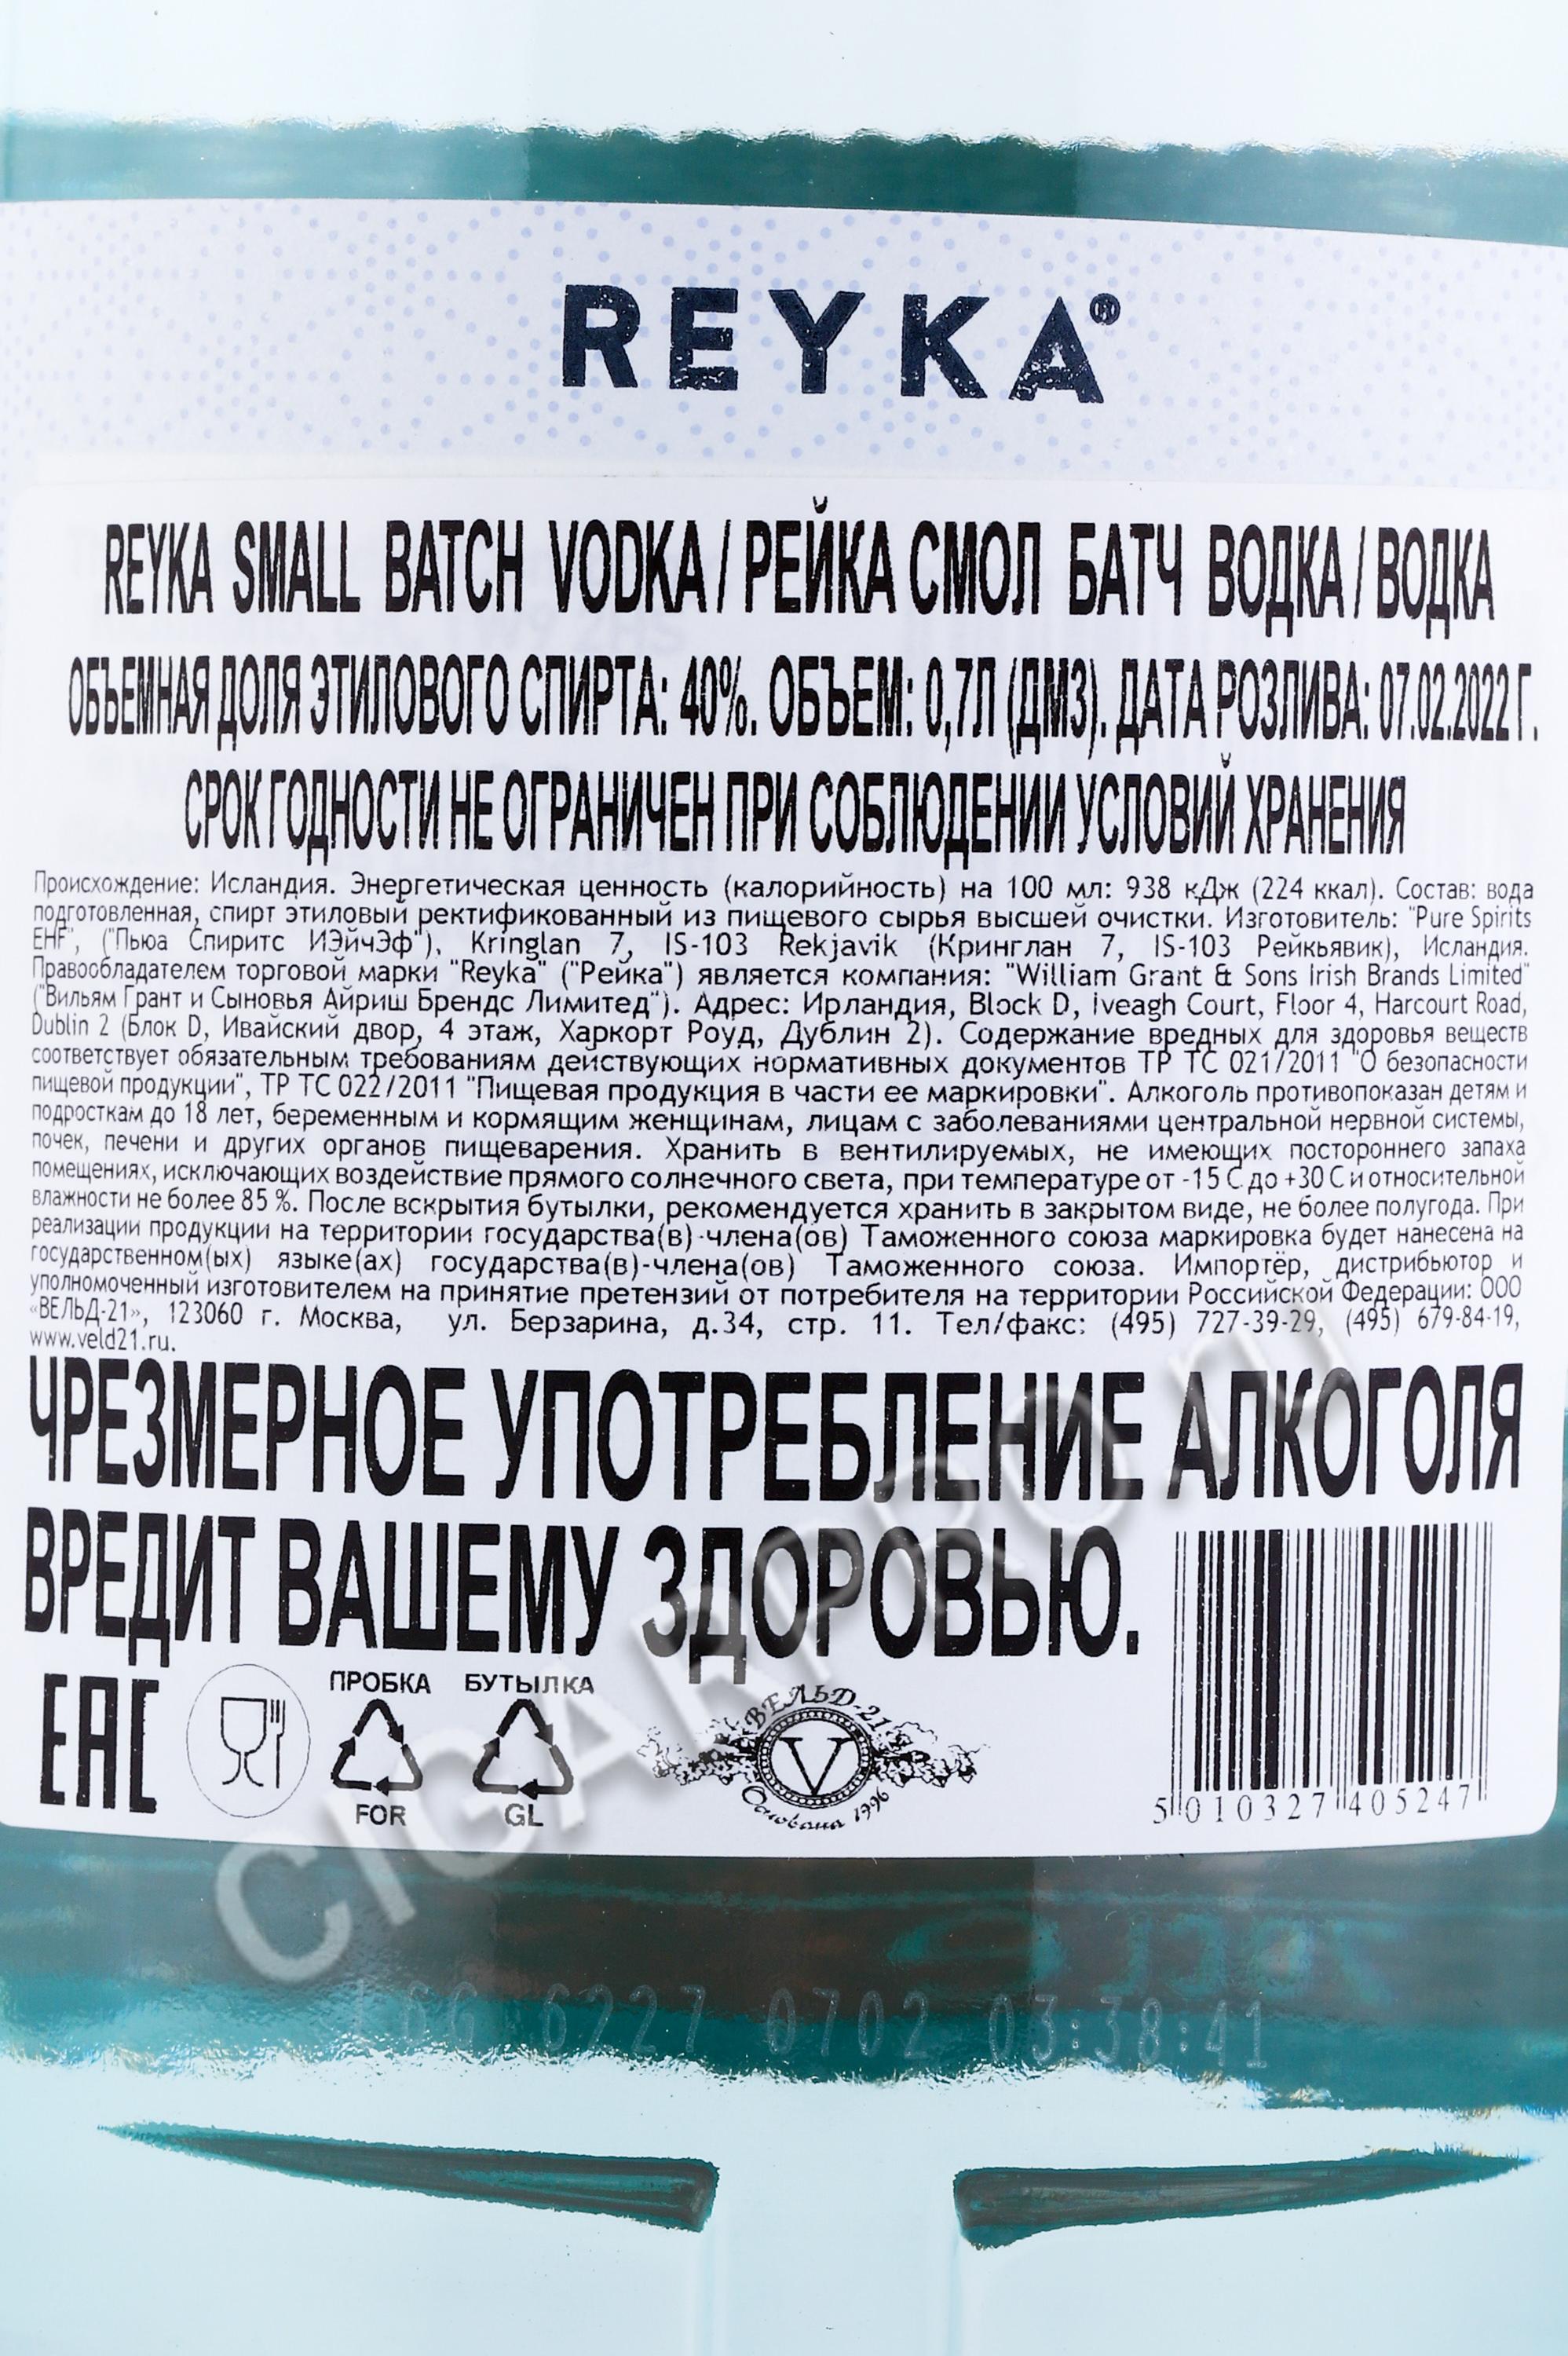 REYKA®
REYKA SMALL BATCH VODKA / РЕЙКА СМОЛ БАТЧ ВОДКА / ВОДКА
ОБЪЕМНАЯ ДОЛЯ ЭТИЛОВОГО СПИРТА: 40%. ОБЪЕМ: 0,7Л (ДМ3). ДАТА РОЗЛИВА: 07.02.2022 Г.
СРОК ГОДНОСТИ НЕ ОГРАНИЧЕН ПРИ СОБЛЮДЕНИИ УСЛОВИЙ ХРАНЕНИЯ
Происхождение: Исландия. Энергетическая ценность (калорийность) на 100 мл: 938 кДж (224 ккал). Состав: вода
подготовленная, спирт этиловый ректификованный из пищевого сырья высшей очистки. Изготовитель: "Pure Spirits
EHF", ("Пьюа Спиритс ИЭйчЭф"), Kringlan 7, IS-103 Rekjavik (Кринглан 7, IS-103 Рейкьявик), Исландия.
Правообладателем торговой марки "Reyka" ("Рейка") является компания: "William Grant & Sons Irish Brands Limited"
("Вильям Грант и Сыновья Айриш Брендс Лимитед"). Адрес: Ирландия, Block D, Iveagh Court, Floor 4, Harcourt Road,
Dublin 2 (Блок D, Ивайский двор, 4 этаж, Харкорт Роуд, Дублин 2). Содержание вредных для здоровья веществ
соответствует обязательным требованиям действующих нормативных документов ТР ТС 021/2011 "О безопасности
пищевой продукции", ТР ТС 022/2011 "Пищевая продукция в части ее маркировки". Алкоголь противопоказан детям и
подросткам до 18 лет, беременным и кормящим женщинам, лицам с заболеваниями центральной нервной системы,
почек, печени и других органов пищеварения. Хранить в вентилируемых, не имеющих постороннего запаха
помещениях, исключающих воздействие прямого солнечного света, при температуре от -15 С до +30 С и относительной
влажности не более 85 %. После вскрытия бутылки, рекомендуется хранить в закрытом виде, не более полугода. При
реализации продукции на территории государства(в)-члена(ов) Таможенного союза маркировка будет нанесена на
государственном(ых) языке(ах) государства(в)-члена(ов) Таможенного союза. Импортёр, дистрибьютор и
уполномоченный изготовителем на принятие претензий от потребителя на территории Российской Федерации: ООО
«ВЕЛЬД-21», 123060 г. Москва, ул. Берзарина, д.34, стр. 11. Тел/факс: (495) 727-39-29, (495) 679-84-19,
www.veld21.ru.
ЧРЕЗМЕРНОЕ УПОТРЕБЛЕНИЕ АЛКОГОЛЯ
ВРЕДИТ ВАШЕМУ ЗДОРОВЬЮ.
EAC
ПРОБКА БУТЫЛКА
FOR GL
ВЕЛЬД-21
V
Основана 1996
5 010327 405247
CIGARPRO.ru
6227 0702 03:38:41